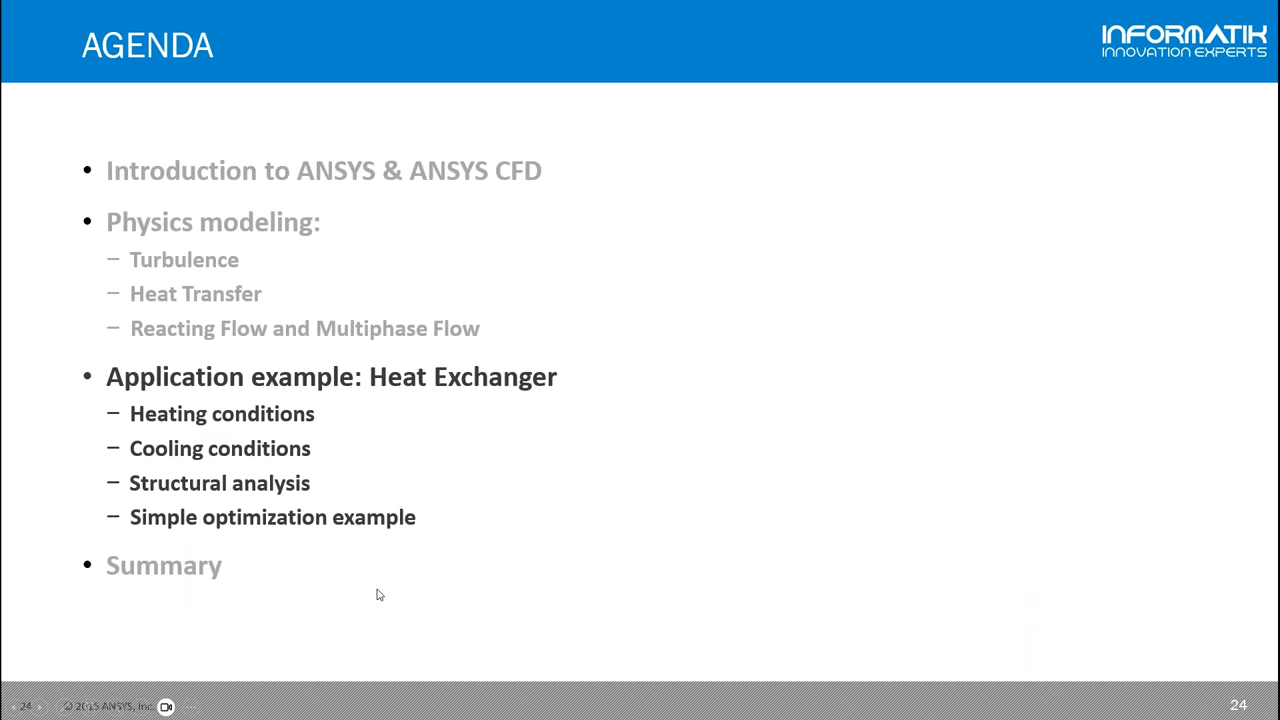 AGENDA
INFORMATIK
INNOVATION EXPERTS
• Introduction to ANSYS & ANSYS CFD
• Physics modeling:
– Turbulence
– Heat Transfer
– Reacting Flow and Multiphase Flow
• Application example: Heat Exchanger
– Heating conditions
– Cooling conditions
– Structural analysis
– Simple optimization example
• Summary
24
© 2015 ANSYS, Inc.
24